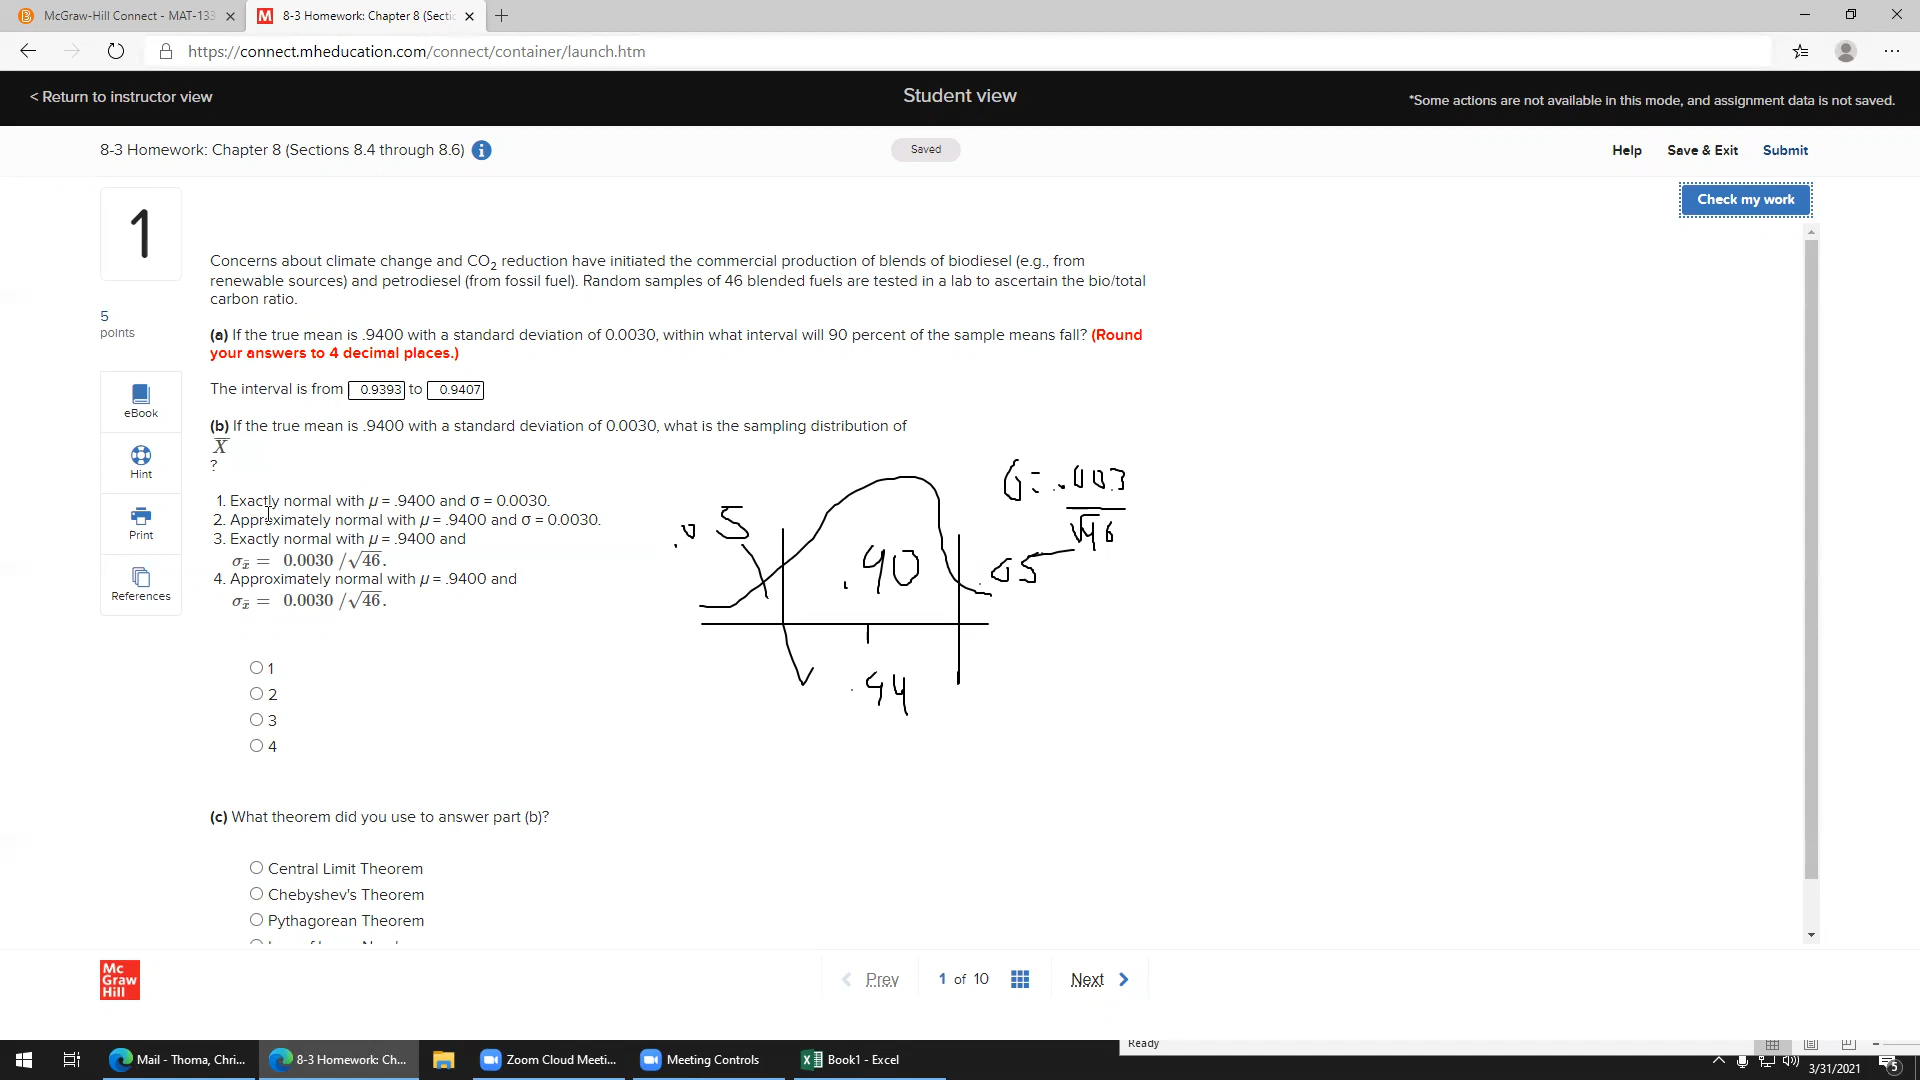 McGraw-Hill Connect - MAT-133
8-3 Homework: Chapter 8 (Secti
https://connect.mheducation.com/connect/container/launch.htm
< Return to instructor view
Student view
*Some actions are not available in this mode, and assignment data is not saved.
8-3 Homework: Chapter 8 (Sections 8.4 through 8.6)
Saved
Help
Save & Exit
Submit
Check my work
1
5
points
eBook
Hint
Print
References
Concerns about climate change and CO2 reduction have initiated the commercial production of blends of biodiesel (e.g., from
renewable sources) and petrodiesel (from fossil fuel). Random samples of 46 blended fuels are tested in a lab to ascertain the bio/total
carbon ratio.
(a) If the true mean is .9400 with a standard deviation of 0.0030, within what interval will 90 percent of the sample means fall? (Round
your answers to 4 decimal places.)
The interval is from 0.9393 to 0.9407
(b) If the true mean is .9400 with a standard deviation of 0.0030, what is the sampling distribution of
X̅
?
1. Exactly normal with μ = .9400 and σ = 0.0030.
2. Approximately normal with μ = .9400 and σ = 0.0030.
3. Exactly normal with μ = .9400 and
σx̅ = 0.0030 /√46.
4. Approximately normal with μ = .9400 and
σx̅ = 0.0030 /√46.
.05
.90
.05
.94
σ = .003
√46
1
2
3
4
(c) What theorem did you use to answer part (b)?
Central Limit Theorem
Chebyshev's Theorem
Pythagorean Theorem
Mc
Graw
Hill
Prev
1 of 10
Next
Ready
Mail - Thoma, Chri...
8-3 Homework: Ch...
Zoom Cloud Meeti...
Meeting Controls
Book1 - Excel
3/31/2021
5